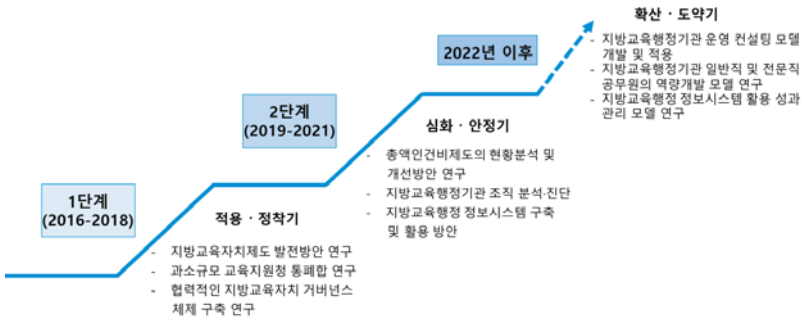 1단계
(2016-2018)
적용 · 정착기
- 지방교육자치제도 발전방안 연구
- 과소규모 교육지원청 통폐합 연구
- 협력적인 지방교육자치 거버넌스
체제 구축 연구
2단계
(2019-2021)
심화 · 안정기
- 총액인건비제도의 현황분석 및
개선방안 연구
- 지방교육행정기관 조직 분석·진단
- 지방교육행정 정보시스템 구축
및 활용 방안
2022년 이후
확산 · 도약기
- 지방교육행정기관 운영 컨설팅 모델
개발 및 적용
- 지방교육행정기관 일반직 및 전문직
공무원의 역량개발 모델 연구
- 지방교육행정 정보시스템 활용 성과
관리 모델 연구